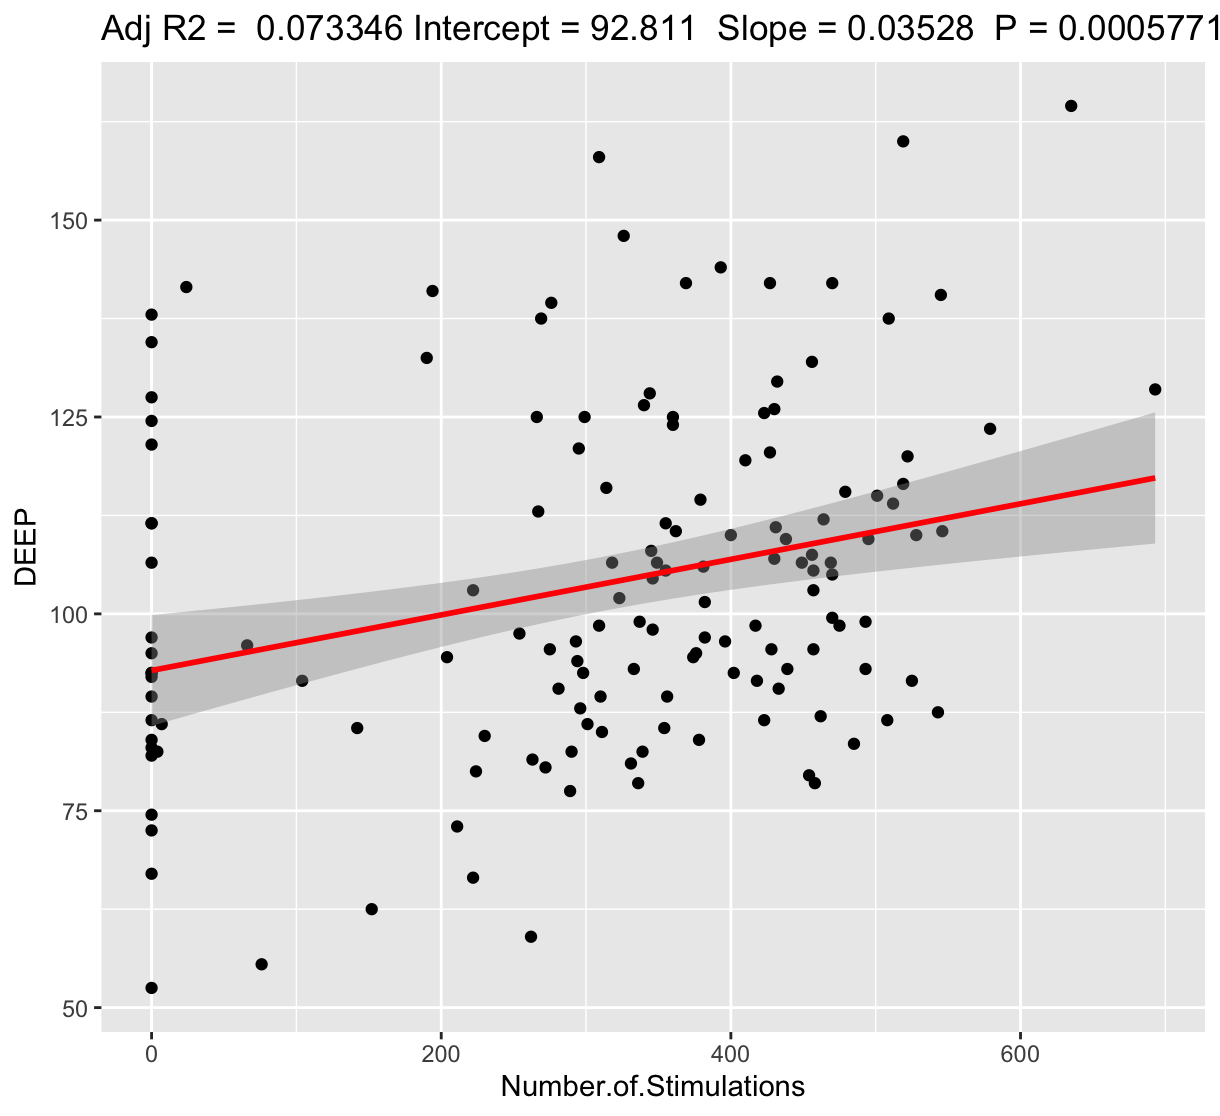 Adj R2 =  0.073346 Intercept = 92.811  Slope = 0.03528  P = 0.0005771
DEEP
150
125
100
75
50
0 200 400 600
Number.of.Stimulations